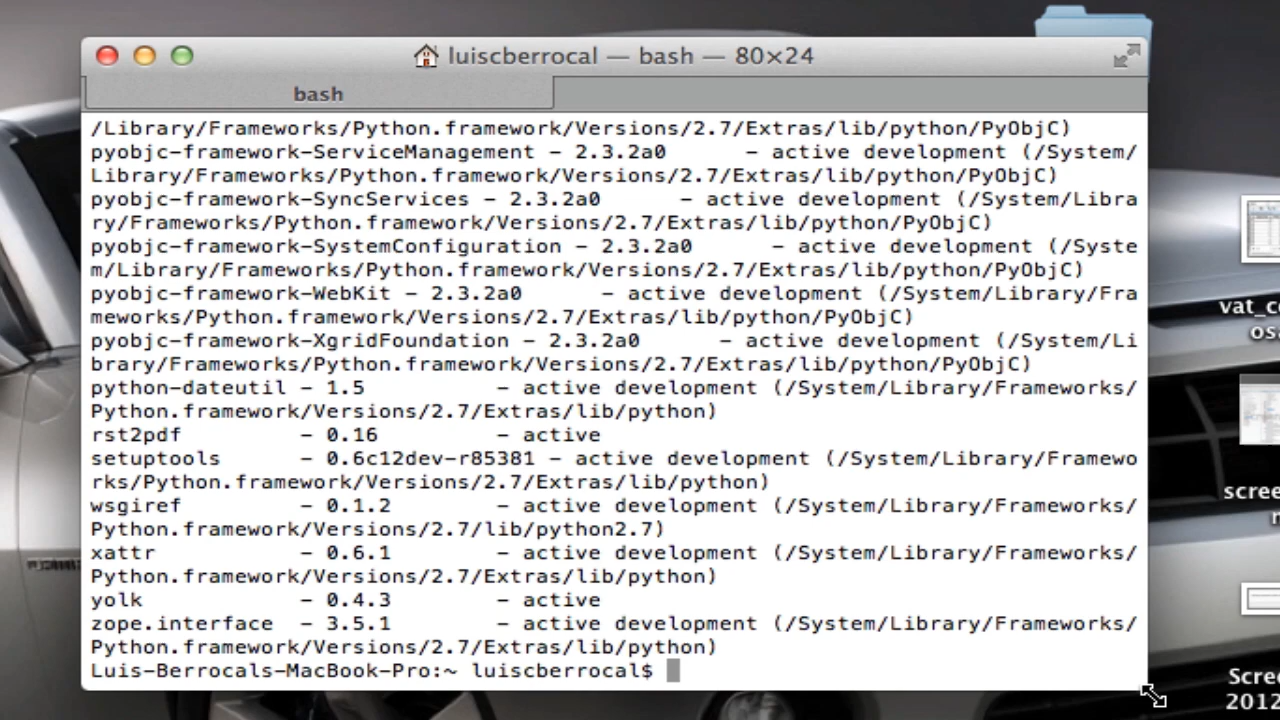 luiscberrocal — bash — 80×24
bash
/Library/Frameworks/Python.framework/Versions/2.7/Extras/lib/python/PyObjC)
pyobjc-framework-ServiceManagement - 2.3.2a0      - active development (/System/
Library/Frameworks/Python.framework/Versions/2.7/Extras/lib/python/PyObjC)
pyobjc-framework-SyncServices - 2.3.2a0      - active development (/System/Libra
ry/Frameworks/Python.framework/Versions/2.7/Extras/lib/python/PyObjC)
pyobjc-framework-SystemConfiguration - 2.3.2a0      - active development (/Syste
m/Library/Frameworks/Python.framework/Versions/2.7/Extras/lib/python/PyObjC)
pyobjc-framework-WebKit - 2.3.2a0      - active development (/System/Library/Fra
meworks/Python.framework/Versions/2.7/Extras/lib/python/PyObjC)
pyobjc-framework-XgridFoundation - 2.3.2a0      - active development (/System/Li
brary/Frameworks/Python.framework/Versions/2.7/Extras/lib/python/PyObjC)
python-dateutil - 1.5          - active development (/System/Library/Frameworks/
Python.framework/Versions/2.7/Extras/lib/python)
rst2pdf         - 0.16         - active
setuptools      - 0.6c12dev-r85381 - active development (/System/Library/Framewo
rks/Python.framework/Versions/2.7/Extras/lib/python)
wsgiref         - 0.1.2        - active development (/System/Library/Frameworks/
Python.framework/Versions/2.7/lib/python2.7)
xattr           - 0.6.1        - active development (/System/Library/Frameworks/
Python.framework/Versions/2.7/Extras/lib/python)
yolk            - 0.4.3        - active
zope.interface  - 3.5.1        - active development (/System/Library/Frameworks/
Python.framework/Versions/2.7/Extras/lib/python)
Luis-Berrocals-MacBook-Pro:~ luiscberrocal$
vat_c
os
scree
Scree
2012